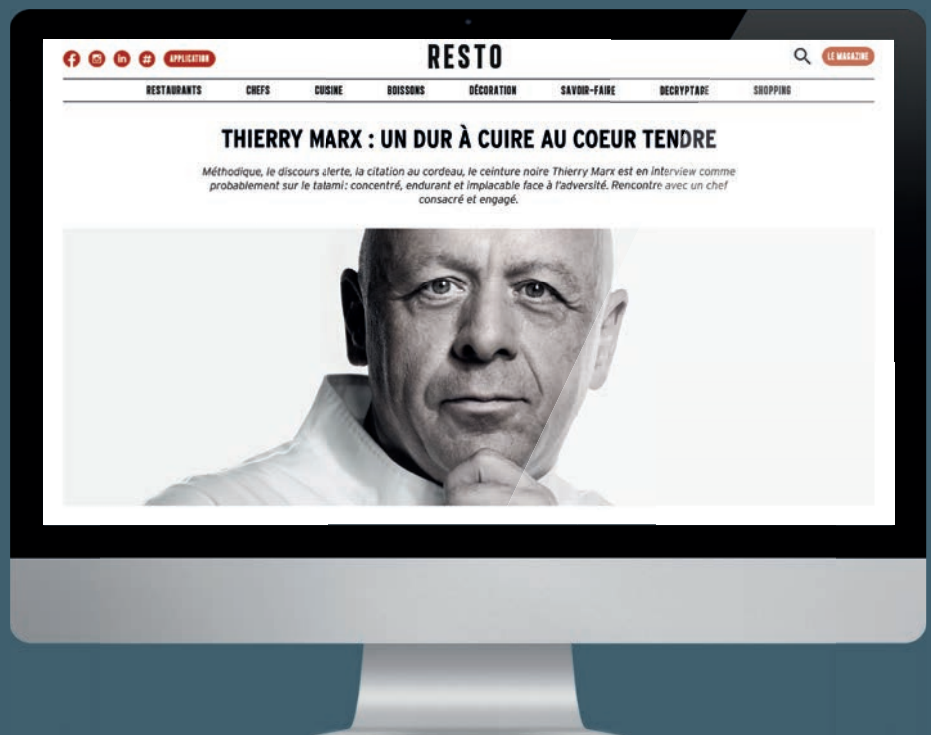 APPLICATION
RESTO
LE MAGAZINE
RESTAURANTS CHEFS CUISINE BOISSONS DÉCORATION SAVOIR-FAIRE DECRYPTAGE SHOPPING
THIERRY MARX : UN DUR À CUIRE AU COEUR TENDRE
Méthodique, le discours alerte, la citation au cordeau, le ceinture noire Thierry Marx est en interview comme
probablement sur le talami : concentré, endurant et implacable face à l'adversité. Rencontre avec un chef
consacré et engagé.